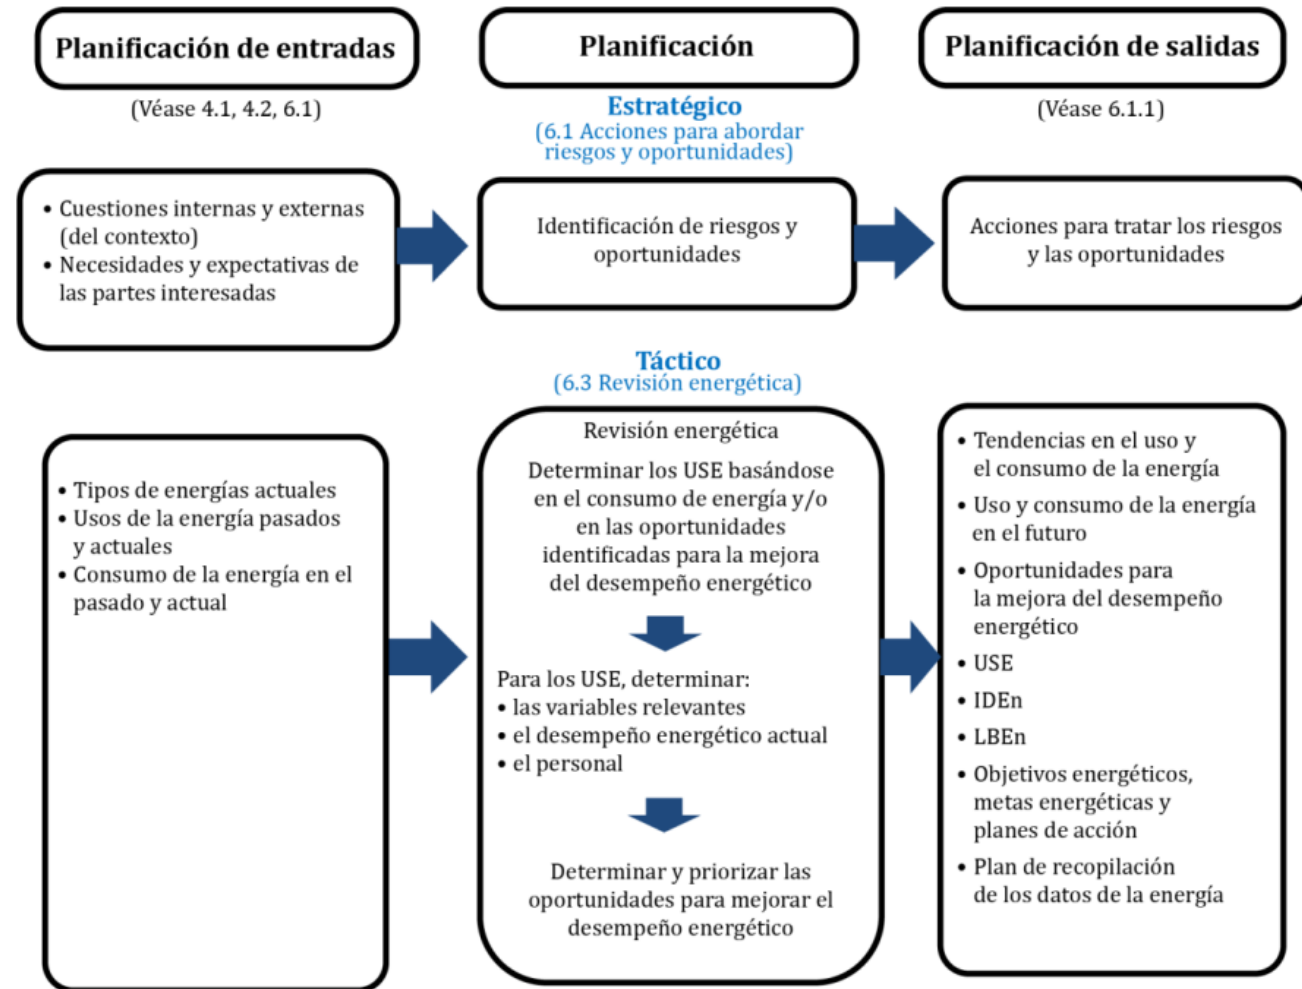 Planificación de entradas
(Véase 4.1, 4.2, 6.1)
Planificación
Estratégico
(6.1 Acciones para abordar
riesgos y oportunidades)
Planificación de salidas
(Véase 6.1.1)
• Cuestiones internas y externas
(del contexto)
• Necesidades y expectativas de
las partes interesadas
Identificación de riesgos y
oportunidades
Acciones para tratar los riesgos
y las oportunidades
Táctico
(6.3 Revisión energética)
• Tipos de energías actuales
• Usos de la energía pasados
y actuales
• Consumo de la energía en el
pasado y actual
Revisión energética
Determinar los USE basándose
en el consumo de energía y/o
en las oportunidades
identificadas para la mejora
del desempeño energético
Para los USE, determinar:
• las variables relevantes
• el desempeño energético actual
• el personal
Determinar y priorizar las
oportunidades para mejorar el
desempeño energético
• Tendencias en el uso y
el consumo de la energía
• Uso y consumo de la energía
en el futuro
• Oportunidades para
la mejora del desempeño
energético
• USE
• IDEn
• LBEn
• Objetivos energéticos,
metas energéticas y
planes de acción
• Plan de recopilación
de los datos de la energía